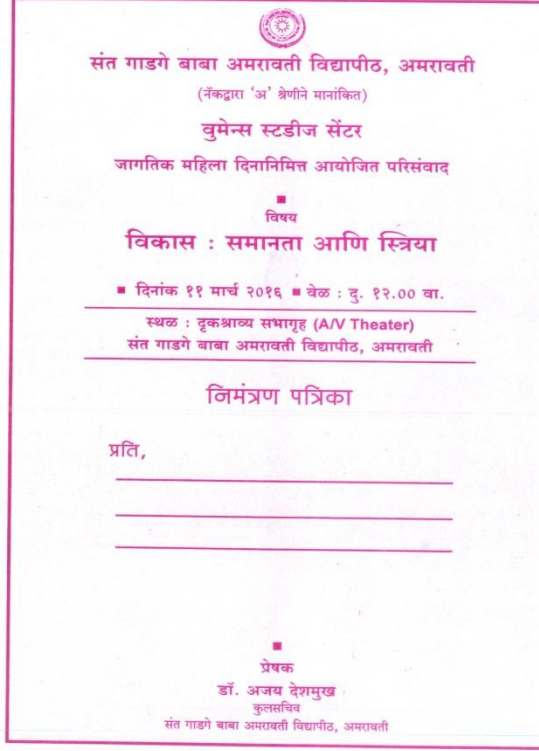 संत गाडगे बाबा अमरावती विद्यापीठ, अमरावती
(नॅकद्वारा 'अ' श्रेणीने मानांकित)
वुमेन्स स्टडीज सेंटर
जागतिक महिला दिनानिमित्त आयोजित परिसंवाद
विषय
विकास : समानता आणि स्त्रिया
■ दिनांक ११ मार्च २०१६ ■ वेळ : दु. १२.०० वा.
स्थळ : दृकश्राव्य सभागृह (A/V Theater)
संत गाडगे बाबा अमरावती विद्यापीठ, अमरावती
निमंत्रण पत्रिका
प्रति,
प्रेषक
डॉ. अजय देशमुख
कुलसचिव
संत गाडगे बाबा अमरावती विद्यापीठ, अमरावती